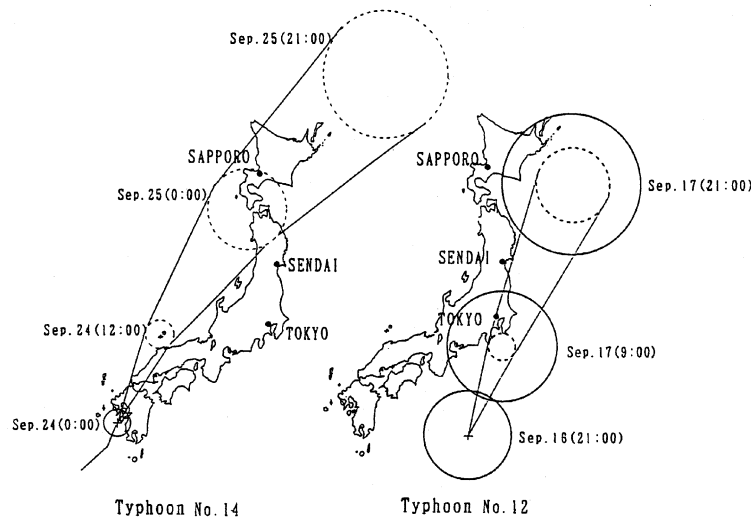 Sep.25(21:00)
SAPPORO
Sep.25(0:00)
SENDAI
Sep.24(12:00)
TOKYO
Sep.24(0:00)
Typhoon No.14
SAPPORO
Sep.17(21:00)
SENDAI
TOKYO
Sep.17(9:00)
Sep.16(21:00)
Typhoon No.12